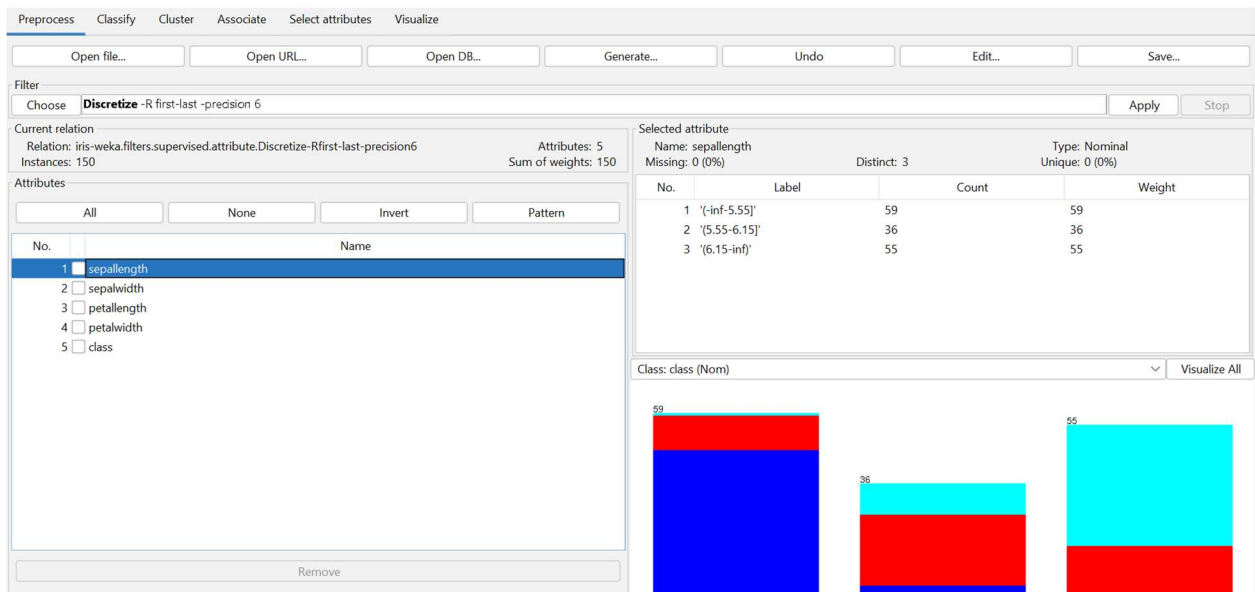 Preprocess Classify Cluster Associate Select attributes Visualize
Open file... Open URL... Open DB... Generate... Undo Edit... Save...
Filter
Choose Discretize -R first-last -precision 6 Apply Stop
Current relation
Relation: iris-weka.filters.supervised.attribute.Discretize-Rfirst-last-precision6 Attributes: 5
Instances: 150 Sum of weights: 150
Attributes
All None Invert Pattern
No. Name
1 sepallength
2 sepalwidth
3 petallength
4 petalwidth
5 class
Remove
Selected attribute
Name: sepallength Type: Nominal
Missing: 0 (0%) Distinct: 3 Unique: 0 (0%)
No. Label Count Weight
1 '(-inf-5.55]' 59 59
2 '(5.55-6.15]' 36 36
3 '(6.15-inf)' 55 55
Class: class (Nom) Visualize All
59
36
55